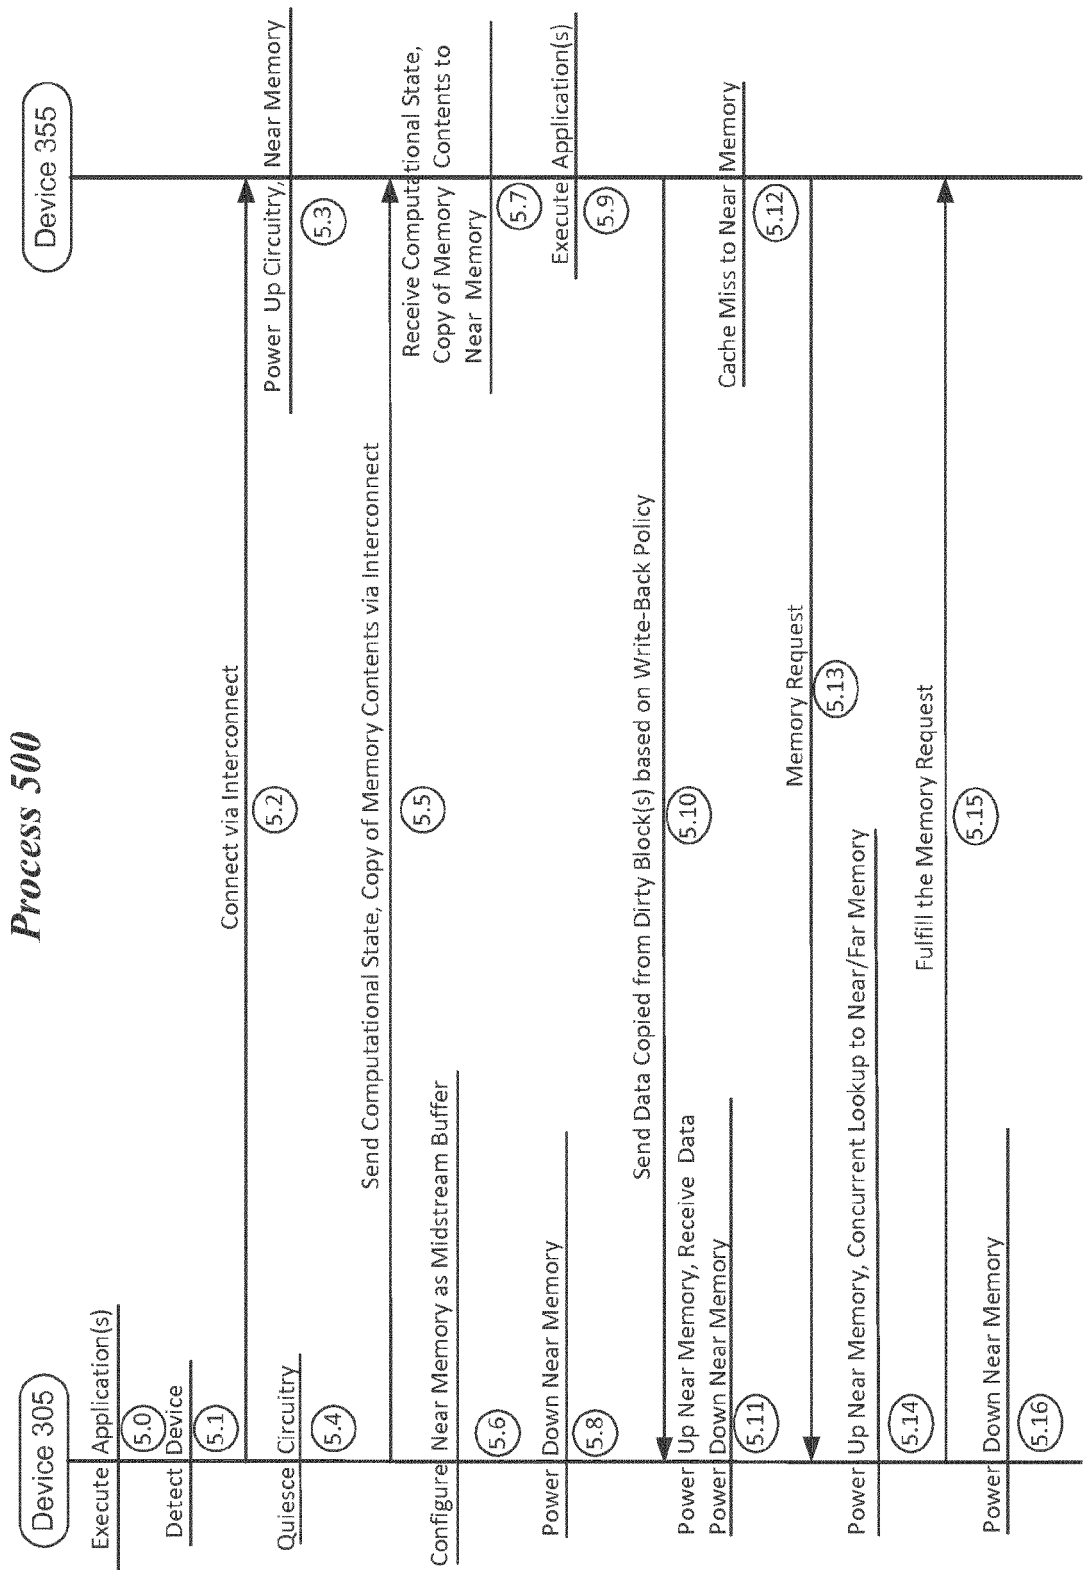 Process 500
Device 305
Device 355
Execute Application(s)
5.0
Detect Device
5.1
Connect via Interconnect
5.2
Power Up Circuitry, Near Memory
5.3
Quiesce Circuitry
5.4
Send Computational State, Copy of Memory Contents via Interconnect
5.5
Configure Near Memory as Midstream Buffer
5.6
Receive Computational State,
Copy of Memory Contents to
Near Memory
5.7
Power Down Near Memory
5.8
Execute Application(s)
5.9
Send Data Copied from Dirty Block(s) based on Write-Back Policy
5.10
Power Up Near Memory, Receive Data
Power Down Near Memory
5.11
Cache Miss to Near Memory
5.12
Memory Request
5.13
Power Up Near Memory, Concurrent Lookup to Near/Far Memory
5.14
Fulfill the Memory Request
5.15
Power Down Near Memory
5.16